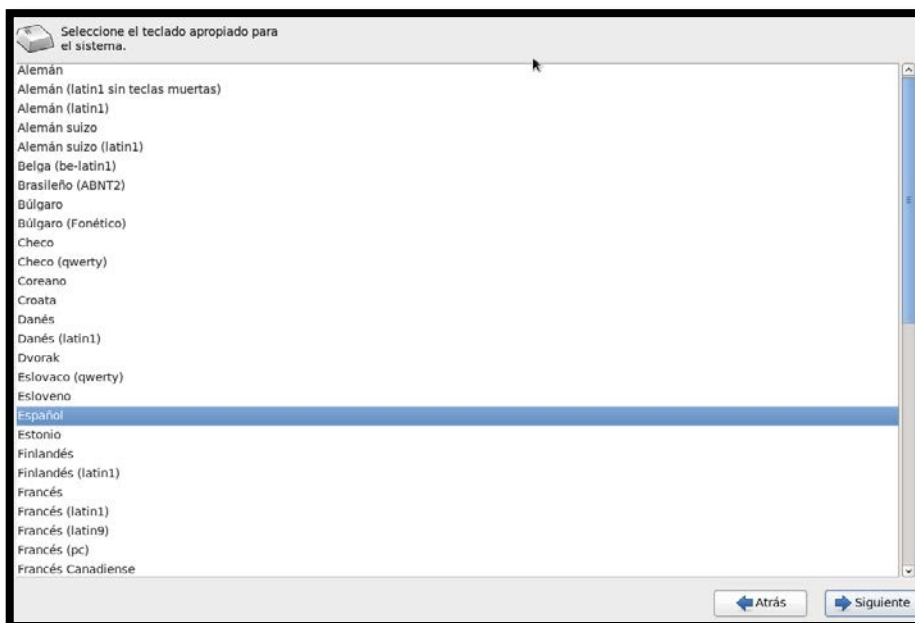 Seleccione el teclado apropiado para
el sistema.
Alemán
Alemán (latin1 sin teclas muertas)
Alemán (latin1)
Alemán suizo
Alemán suizo (latin1)
Belga (be-latin1)
Brasileño (ABNT2)
Búlgaro
Búlgaro (Fonético)
Checo
Checo (qwerty)
Coreano
Croata
Danés
Danés (latin1)
Dvorak
Eslovaco (qwerty)
Esloveno
Español
Estonio
Finlandés
Finlandés (latin1)
Francés
Francés (latin1)
Francés (latin9)
Francés (pc)
Francés Canadiense
Atrás
Siguiente